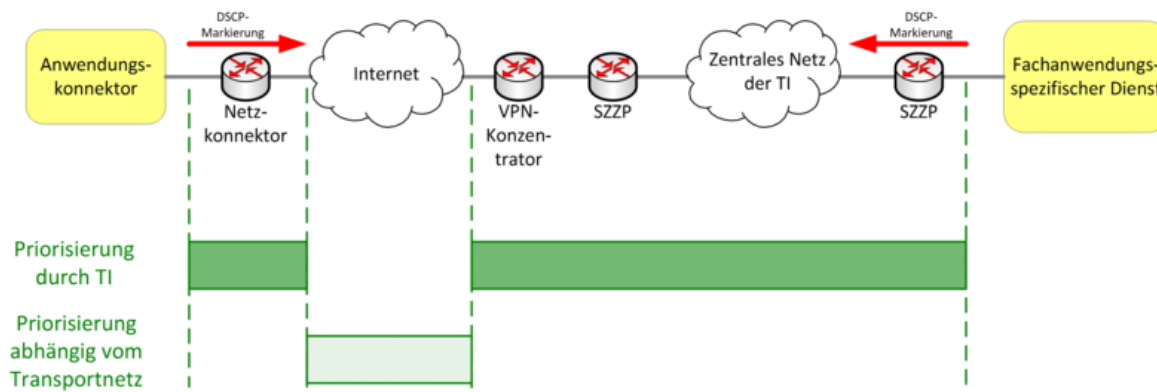 DSCP-
Markierung
DSCP-
Markierung
Anwendungs-
konnektor
Internet
Zentrales Netz
der TI
Fachanwendungs-
spezifischer Dienst
Netz-
konnektor
VPN-
Konzen-
trator
SZZP
SZZP
Priorisierung
durch TI
Priorisierung
abhängig vom
Transportnetz